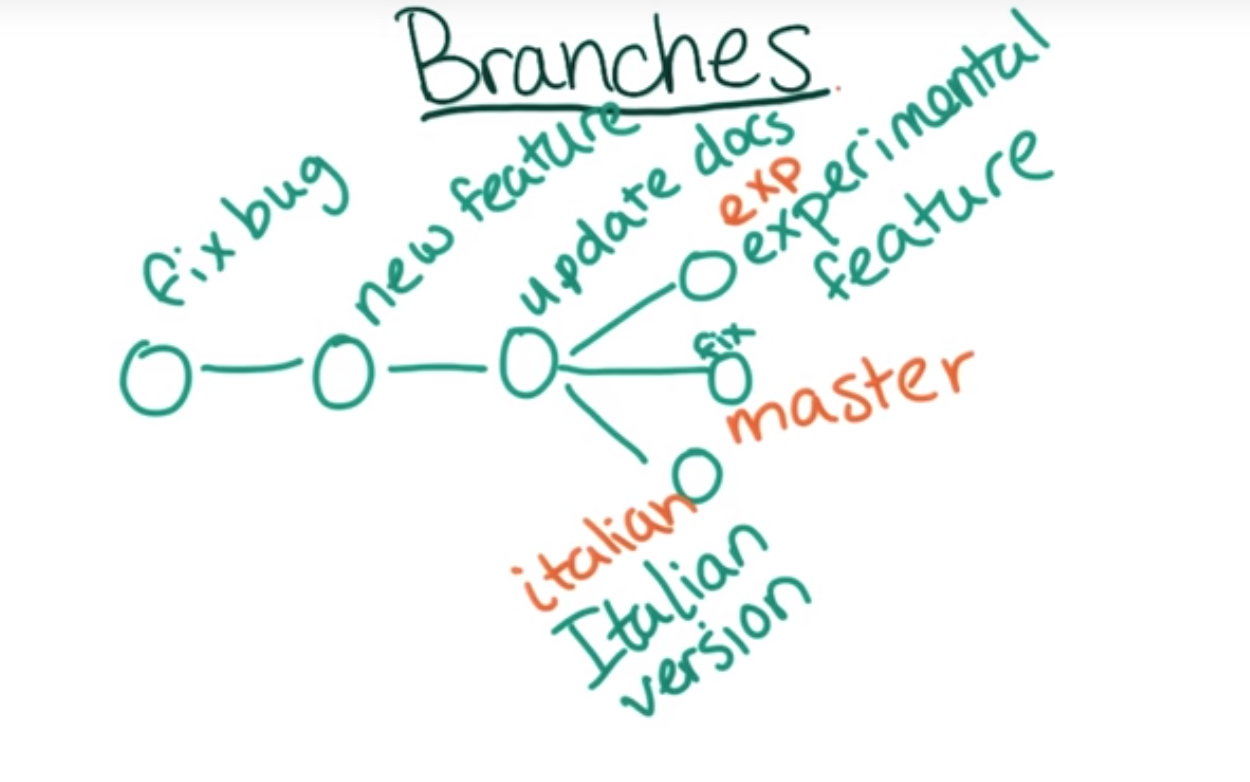 Branches
fix bug
new feature
update docs
exp
experimental
feature
fix
master
italian
Italian
version